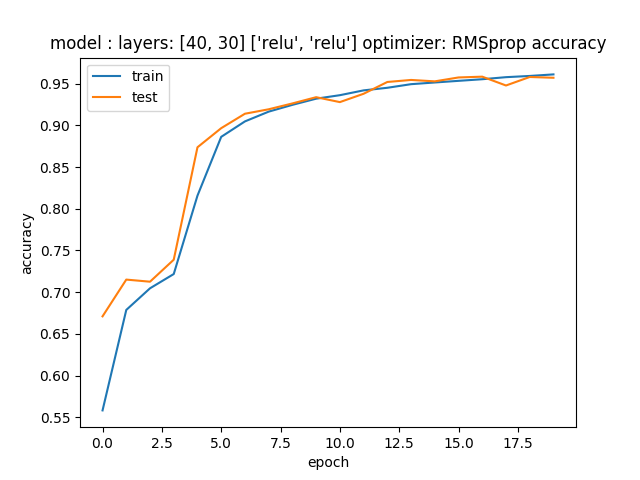 model : layers: [40, 30] ['relu', 'relu'] optimizer: RMSprop accuracy
train
test
accuracy
0.95
0.90
0.85
0.80
0.75
0.70
0.65
0.60
0.55
0.0 2.5 5.0 7.5 10.0 12.5 15.0 17.5
epoch